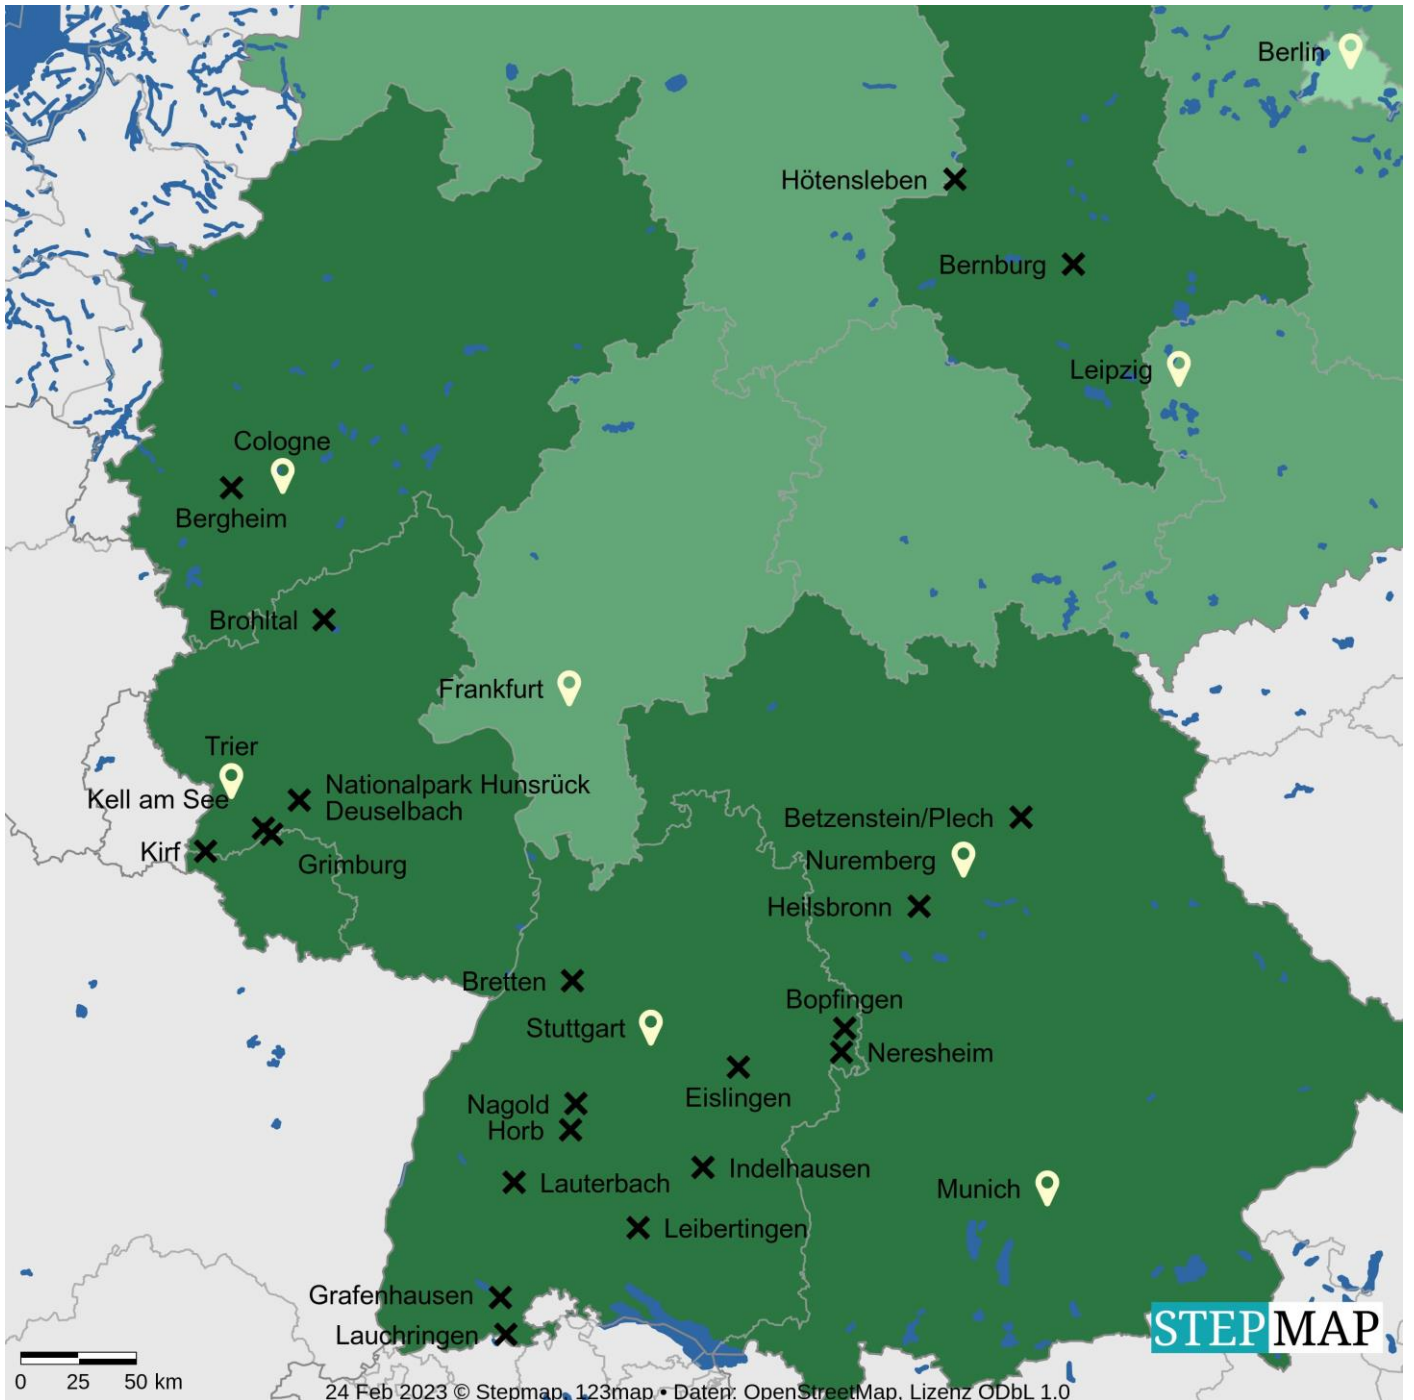 Berlin
Hötensleben
Bernburg
Leipzig
Cologne
Bergheim
Brohltal
Frankfurt
Trier
Nationalpark Hunsrück
Kell am See
Deuselbach
Kirf
Grimburg
Betzenstein/Plech
Nuremberg
Heilsbronn
Bretten
Bopfingen
Stuttgart
Neresheim
Eislingen
Nagold
Horb
Indelhausen
Lauterbach
Munich
Leibertingen
Grafenhausen
Lauchringen
STEPMAP
0 25 50 km
24 Feb 2023 © Stepmap, 123map • Daten: OpenStreetMap, Lizenz ODbL 1.0